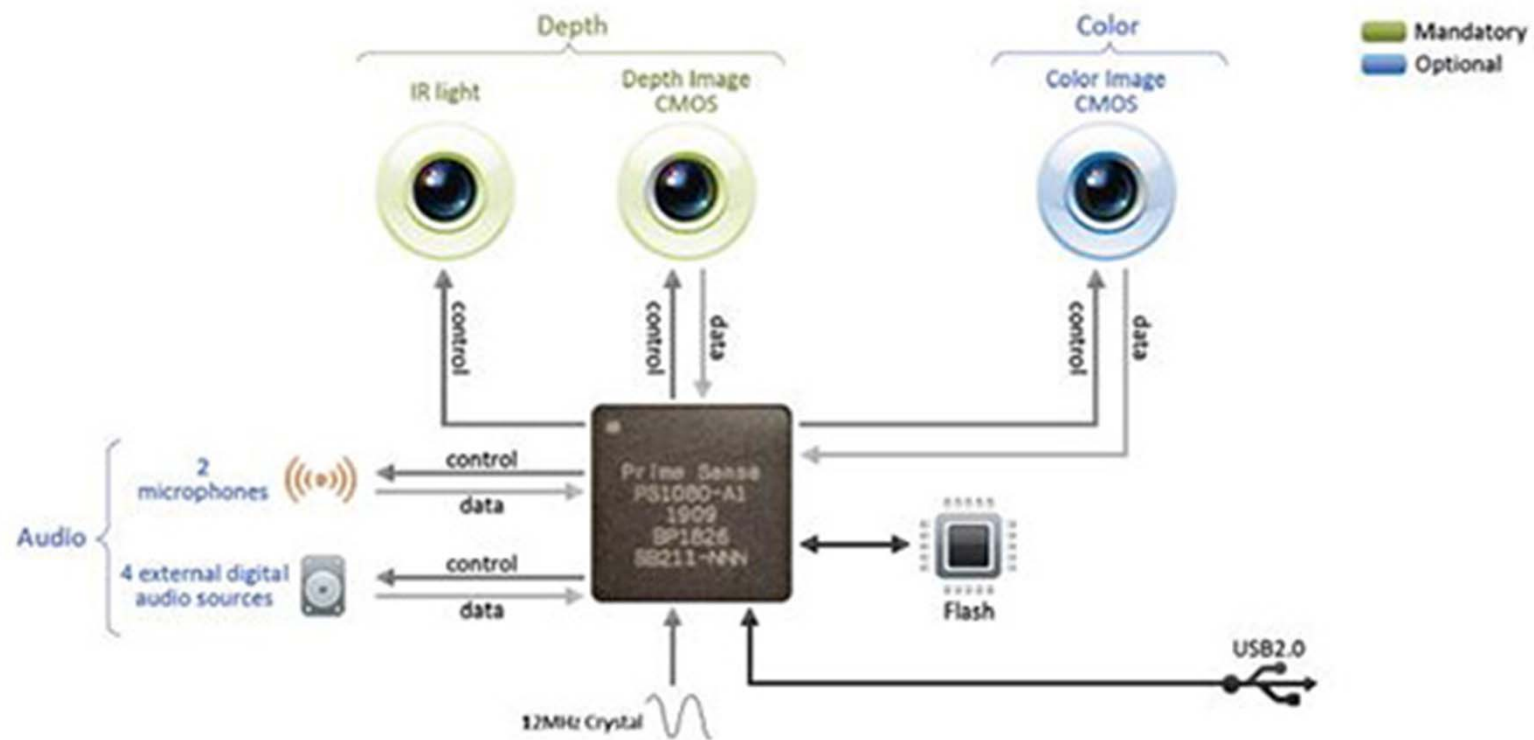 Depth
Color
Mandatory
Optional
IR light
Depth Image
CMOS
Color Image
CMOS
control
control
data
control
data
Prime Sense
PS1080-A1
1909
BP1826
SB211-NNN
2
microphones
control
data
Audio
4 external digital
audio sources
control
data
Flash
USB2.0
12MHz Crystal